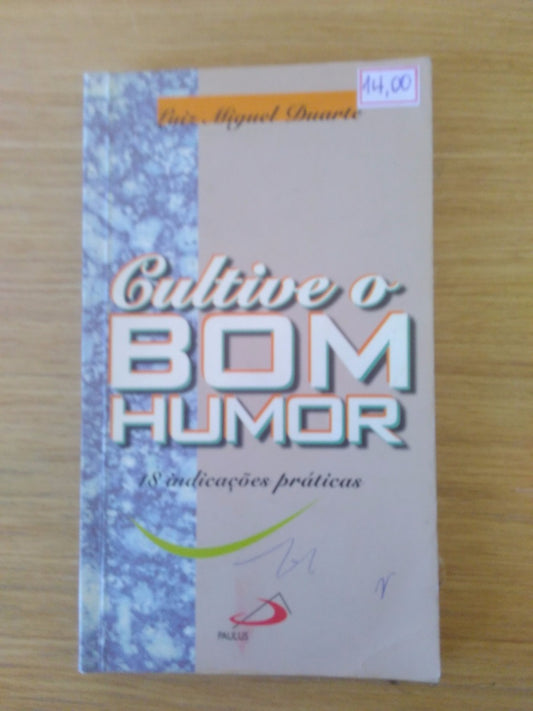 14,00
Luiz Miguel Duarte
Cultive o
BOM
HUMOR
18 indicações práticas
PAULUS